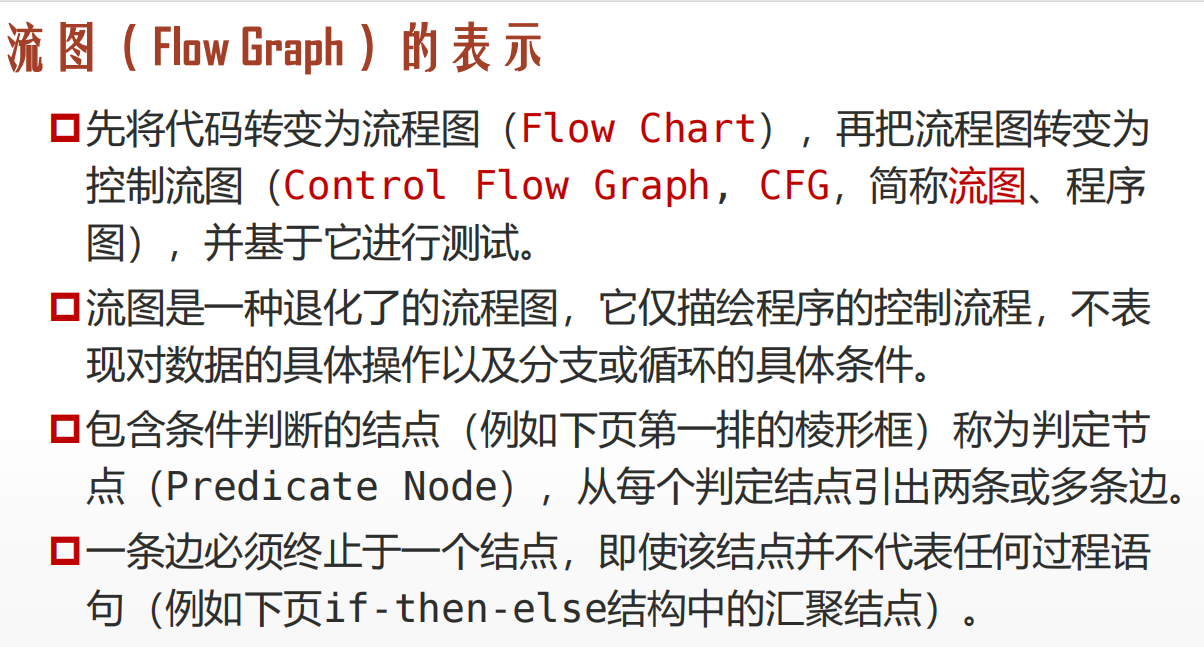 流图（Flow Graph）的表示
先将代码转变为流程图（Flow Chart），再把流程图转变为
控制流图（Control Flow Graph, CFG，简称流图、程序
图），并基于它进行测试。
流图是一种退化了的流程图，它仅描绘程序的控制流程，不表
现对数据的具体操作以及分支或循环的具体条件。
包含条件判断的结点（例如下页第一排的棱形框）称为判定节
点（Predicate Node），从每个判定结点引出两条或多条边。
一条边必须终止于一个结点，即使该结点并不代表任何过程语
句（例如下页if-then-else结构中的汇聚结点）。